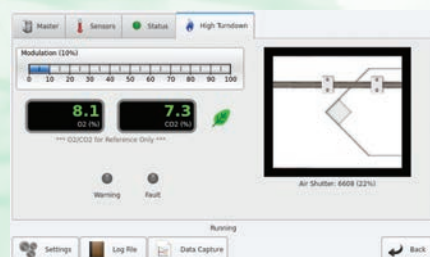 Master
Sensors
Status
High Turndown
Modulation (10%)
0 10 20 30 40 50 60 70 80 90 100
8.1
O2 (%)
7.3
CO2 (%)
*** O2/CO2 for Reference Only ***
Warning
Fault
Air Shutter: 6608 (22%)
Running
Settings
Log File
Data Capture
Back